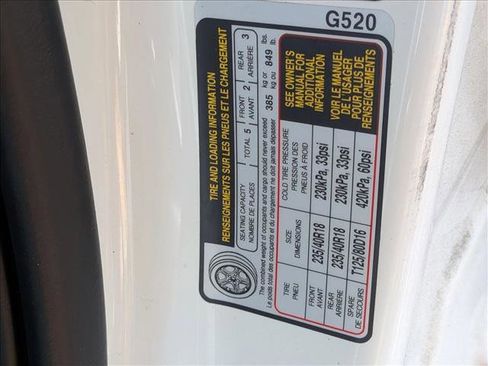 G520
TIRE AND LOADING INFORMATION
RENSEIGNEMENTS SUR LES PNEUS ET LE CHARGEMENT
SEATING CAPACITY TOTAL 5 FRONT 2 REAR 3
NOMBRE DE PLACES AVANT ARRIÈRE
The combined weight of occupants and cargo should never exceed 385 kg or 849 lbs.
Le poids total des occupants et du chargement ne doit jamais dépasser kg ou lb.
TIRE SIZE COLD TIRE PRESSURE
PNEU DIMENSIONS PRESSION DES PNEUS À FROID
FRONT AVANT 235/40R18 230kPa, 33psi
REAR ARRIÈRE 235/40R18 230kPa, 33psi
SPARE DE SECOURS T125/80D16 420kPa, 60psi
SEE OWNER'S
MANUAL FOR
ADDITIONAL
INFORMATION
VOIR LE MANUEL
DE L'USAGER
POUR PLUS DE
RENSEIGNEMENTS